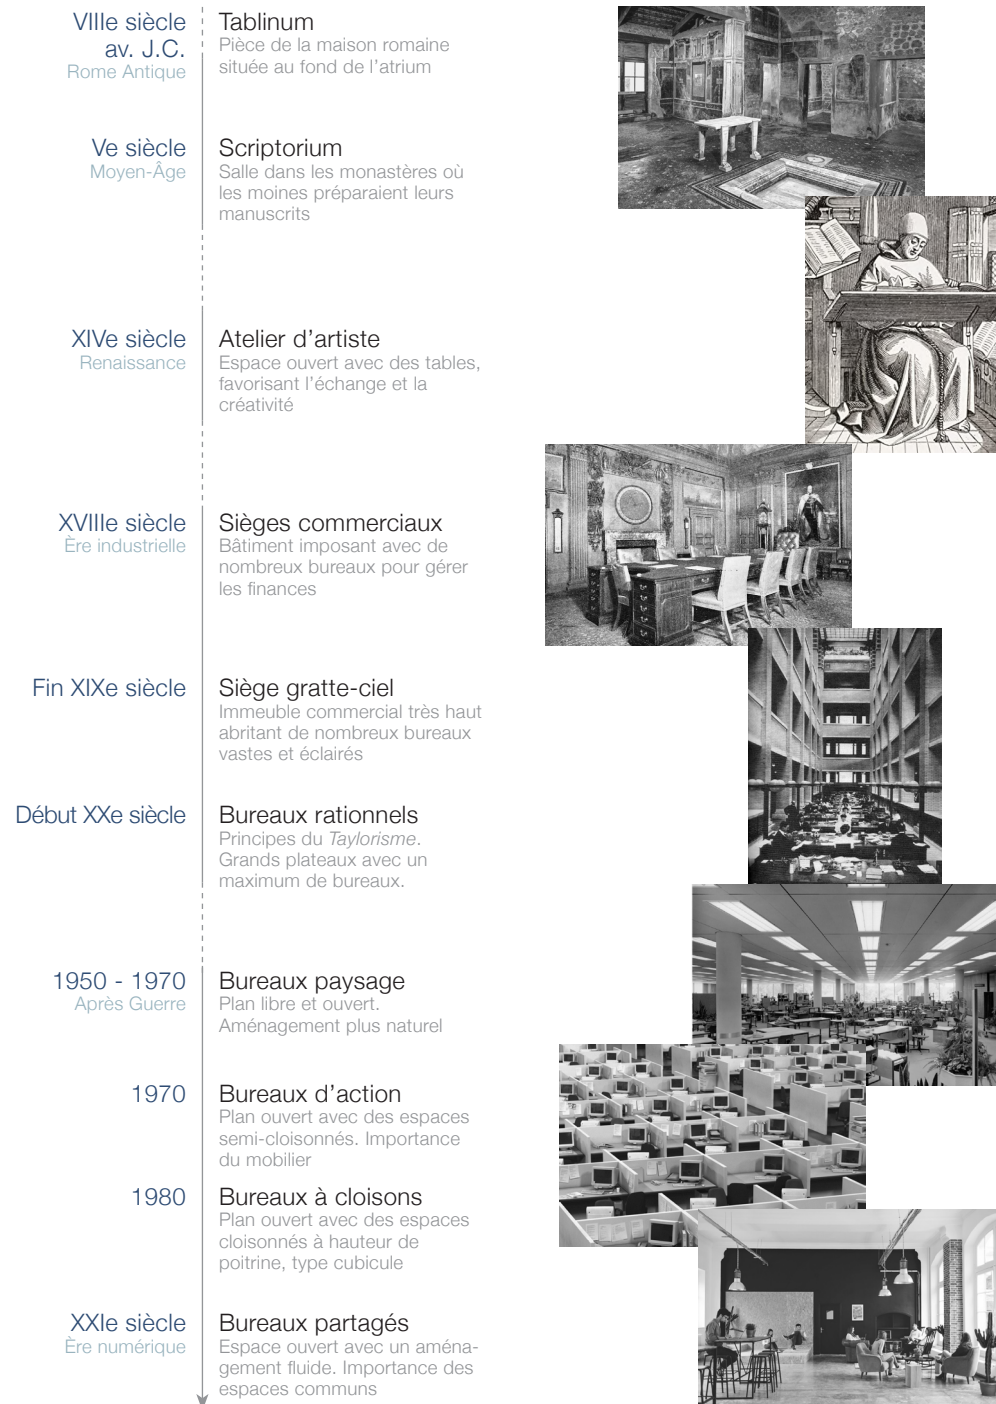 VIIIe siècle
av. J.C.
Rome Antique
Tablinum
Pièce de la maison romaine
située au fond de l'atrium
Ve siècle
Moyen-Âge
Scriptorium
Salle dans les monastères où
les moines préparaient leurs
manuscrits
XIVe siècle
Renaissance
Atelier d'artiste
Espace ouvert avec des tables,
favorisant l'échange et la
créativité
XVIIIe siècle
Ère industrielle
Sièges commerciaux
Bâtiment imposant avec de
nombreux bureaux pour gérer
les finances
Fin XIXe siècle
Siège gratte-ciel
Immeuble commercial très haut
abritant de nombreux bureaux
vastes et éclairés
Début XXe siècle
Bureaux rationnels
Principes du Taylorisme.
Grands plateaux avec un
maximum de bureaux.
1950 - 1970
Après Guerre
Bureaux paysage
Plan libre et ouvert.
Aménagement plus naturel
1970
Bureaux d'action
Plan ouvert avec des espaces
semi-cloisonnés. Importance
du mobilier
1980
Bureaux à cloisons
Plan ouvert avec des espaces
cloisonnés à hauteur de
poitrine, type cubicule
XXIe siècle
Ère numérique
Bureaux partagés
Espace ouvert avec un aména-
gement fluide. Importance des
espaces communs